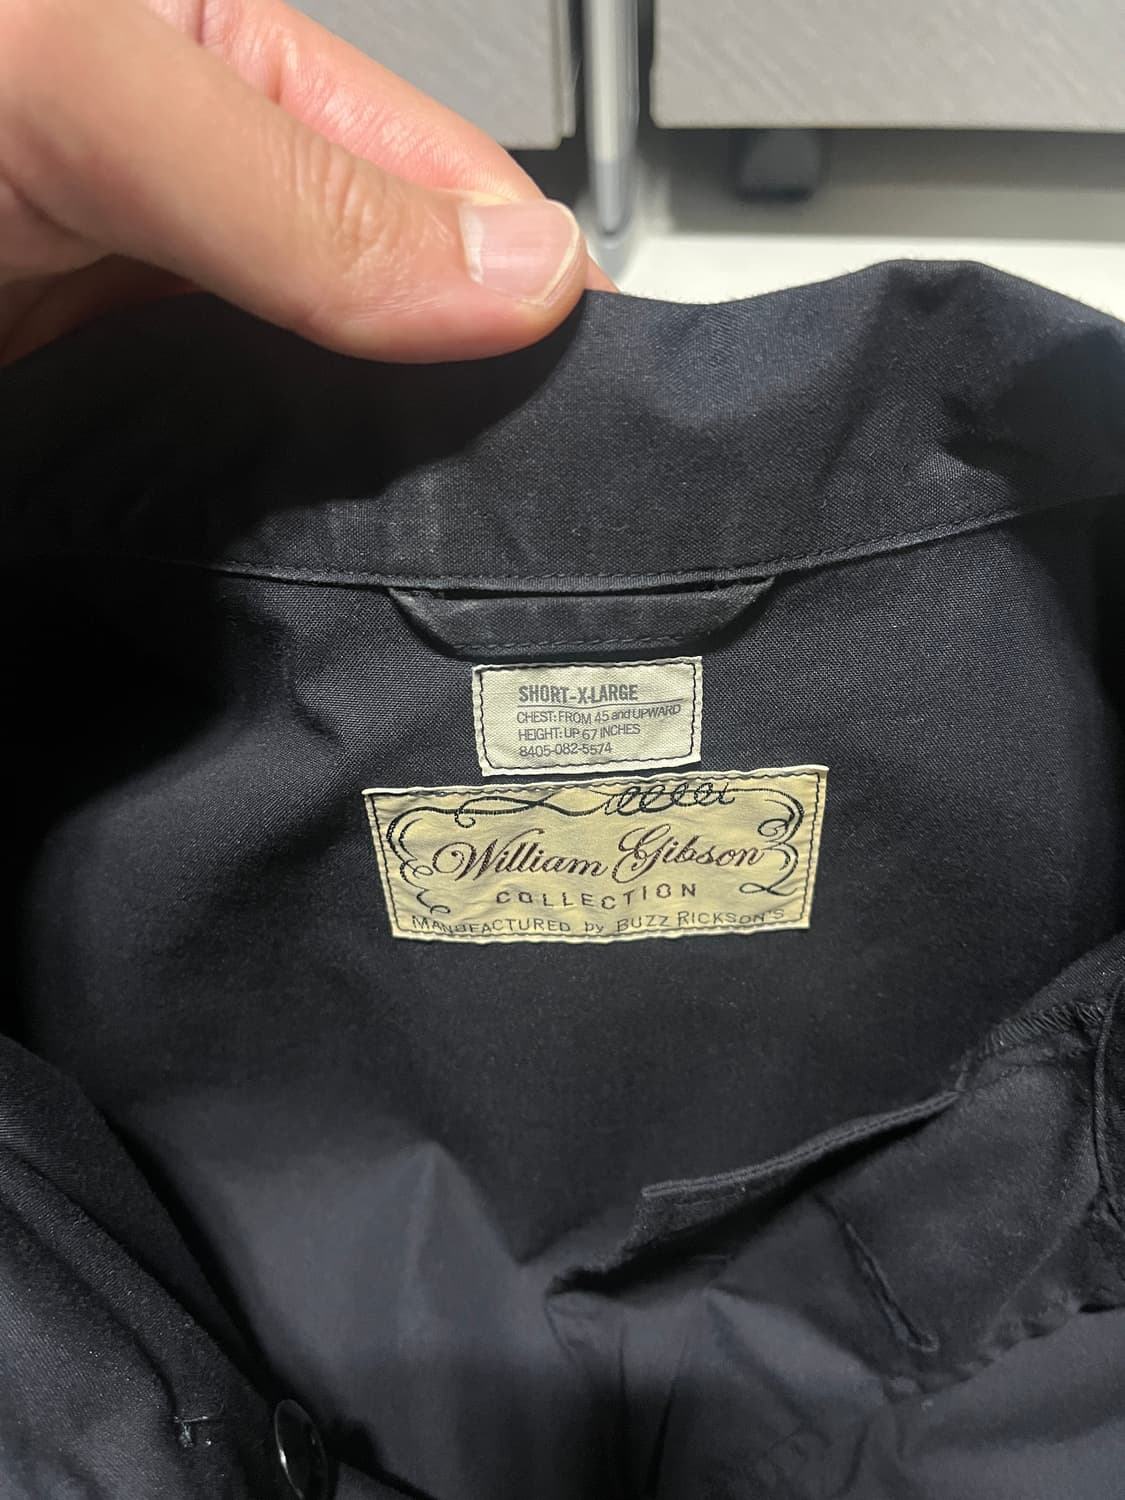 SHORT-X-LARGE
CHEST: FROM 45 and UPWARD
HEIGHT: UP 67 INCHES
8405-082-5574
William Gibson
COLLECTION
MANUFACTURED by BUZZ RICKSON'S